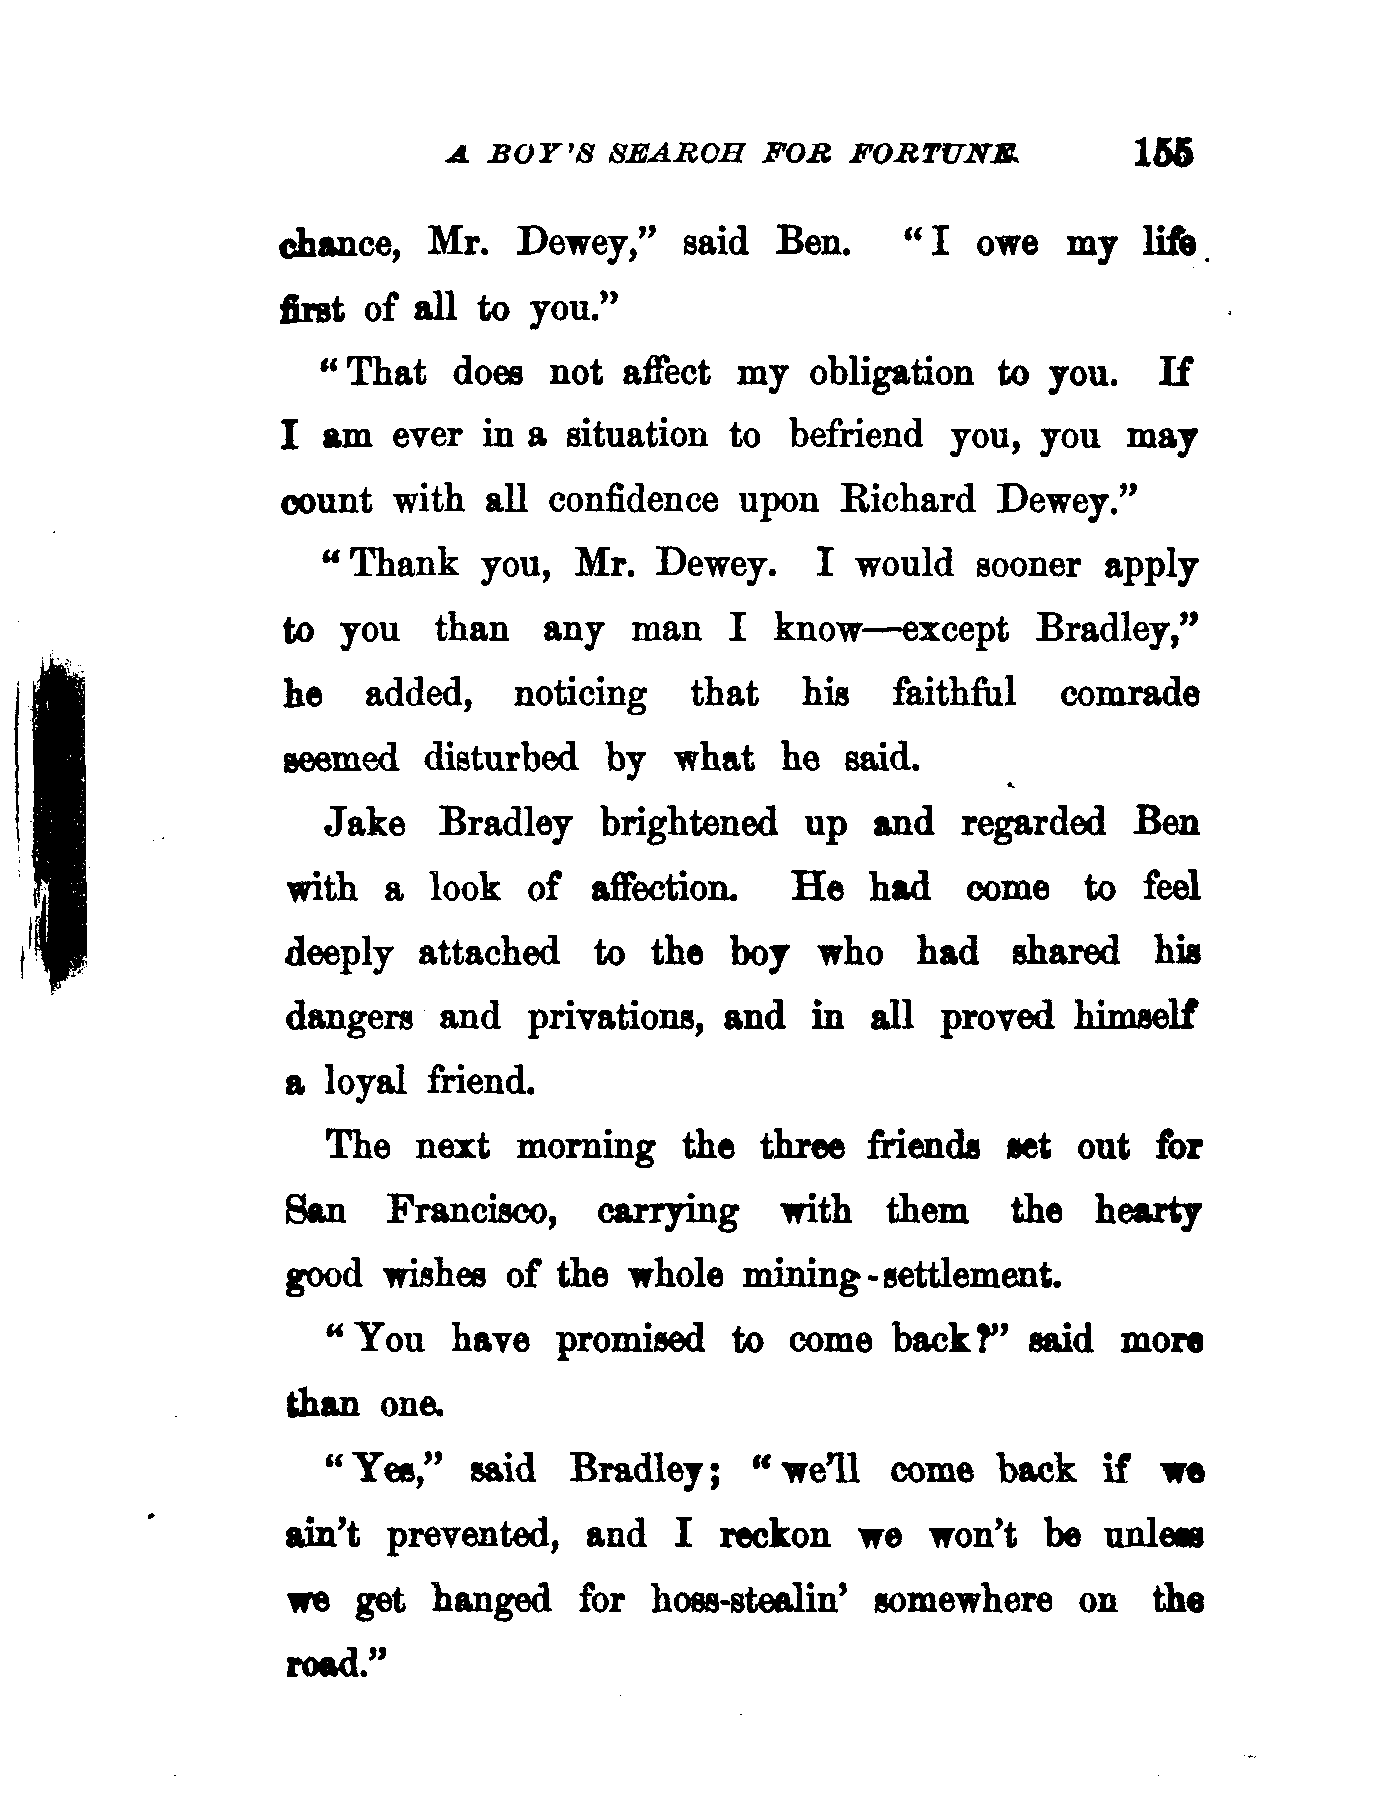 A BOY'S SEARCH FOR FORTUNE. 155
chance, Mr. Dewey," said Ben. "I owe my life
first of all to you."
"That does not affect my obligation to you. If
I am ever in a situation to befriend you, you may
count with all confidence upon Richard Dewey."
"Thank you, Mr. Dewey. I would sooner apply
to you than any man I know—except Bradley,"
he added, noticing that his faithful comrade
seemed disturbed by what he said.
Jake Bradley brightened up and regarded Ben
with a look of affection. He had come to feel
deeply attached to the boy who had shared his
dangers and privations, and in all proved himself
a loyal friend.
The next morning the three friends set out for
San Francisco, carrying with them the hearty
good wishes of the whole mining-settlement.
"You have promised to come back?" said more
than one.
"Yes," said Bradley; "we'll come back if we
ain't prevented, and I reckon we won't be unless
we get hanged for hoss-stealin' somewhere on the
road."